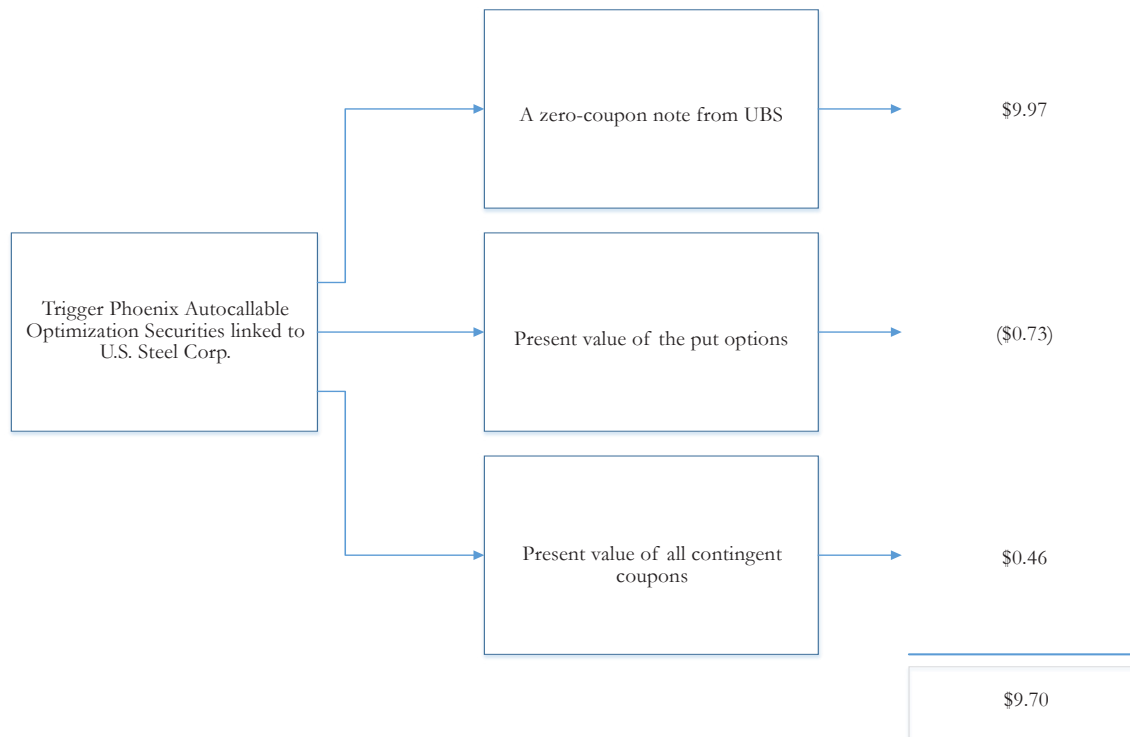 A zero-coupon note from UBS
$9.97
Trigger Phoenix Autocallable
Optimization Securities linked to
U.S. Steel Corp.
Present value of the put options
($0.73)
Present value of all contingent
coupons
$0.46
$9.70